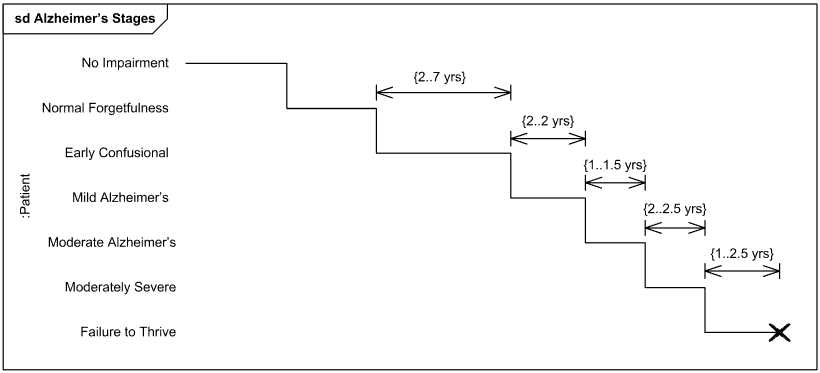 sd Alzheimer's Stages
No Impairment
{2..7 yrs}
Normal Forgetfulness
{2..2 yrs}
Early Confusional
{1..1.5 yrs}
:Patient
Mild Alzheimer's
{2..2.5 yrs}
Moderate Alzheimer's
{1..2.5 yrs}
Moderately Severe
Failure to Thrive